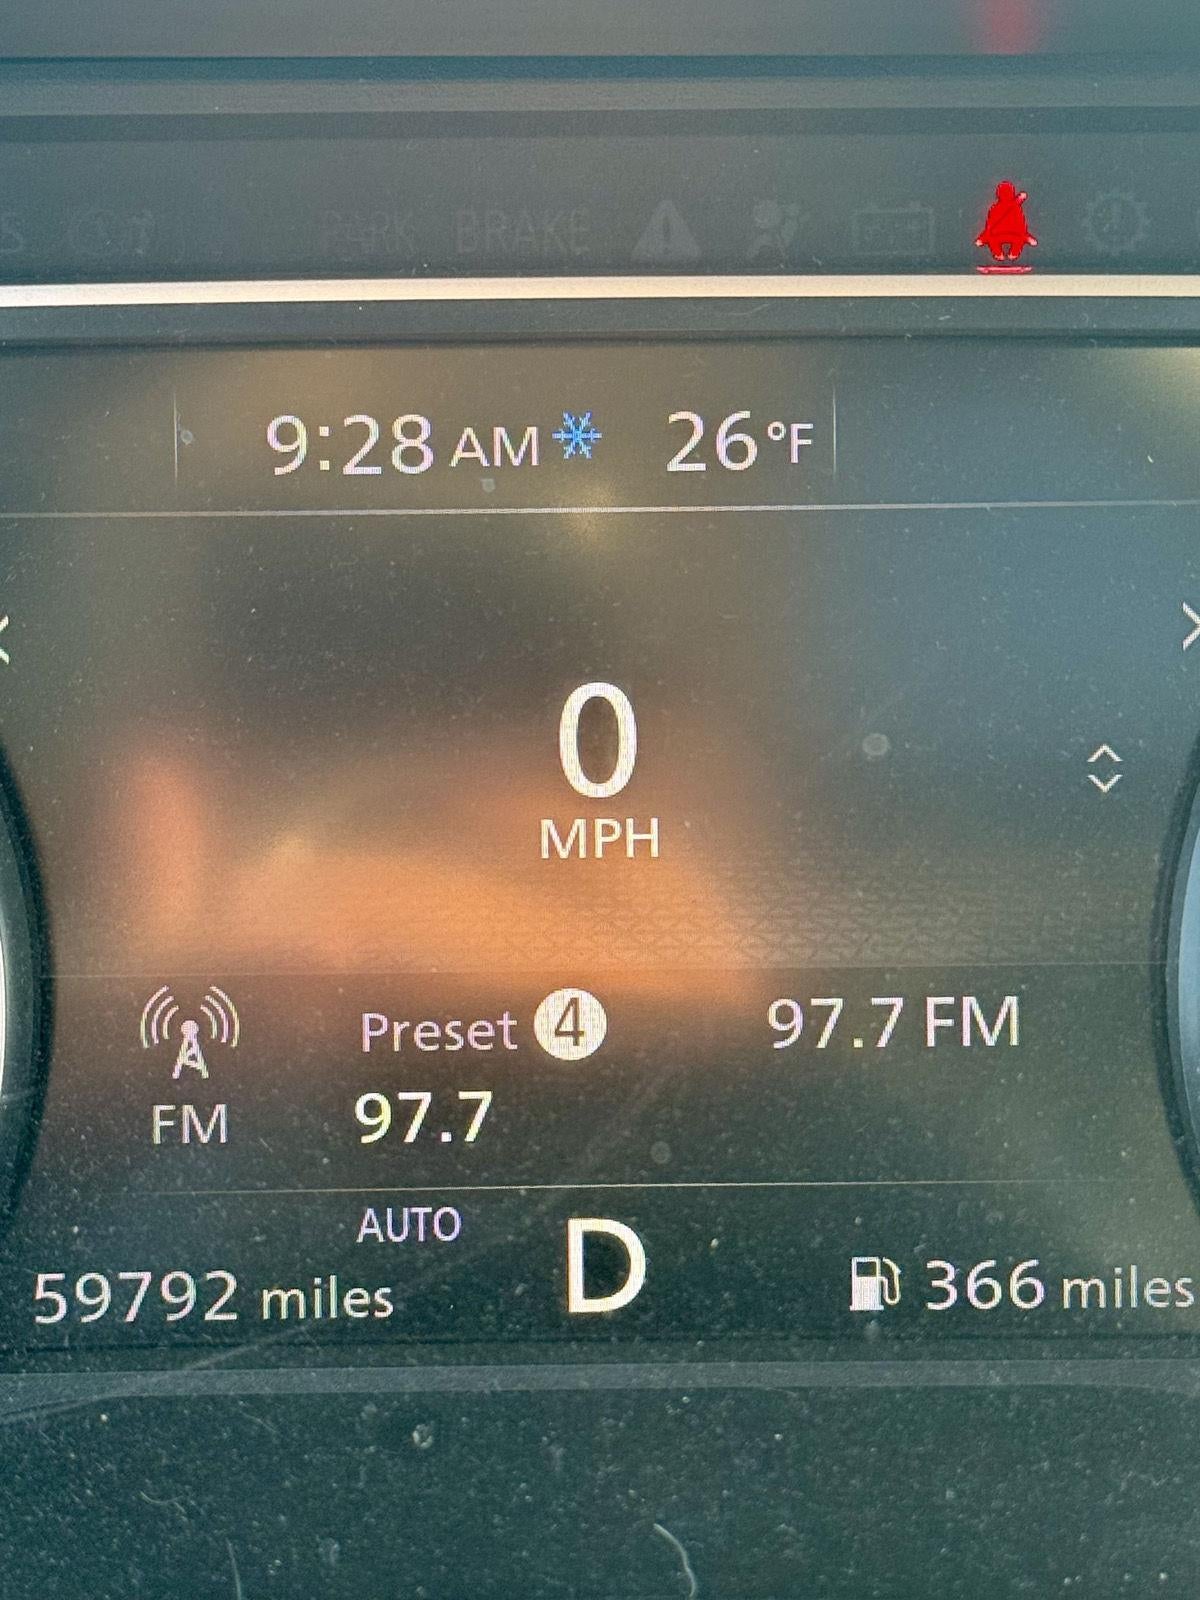 BRAKE
9:28 AM 26°F
0
MPH
Preset 4 97.7 FM
FM 97.7
AUTO
D
59792 miles 366 miles